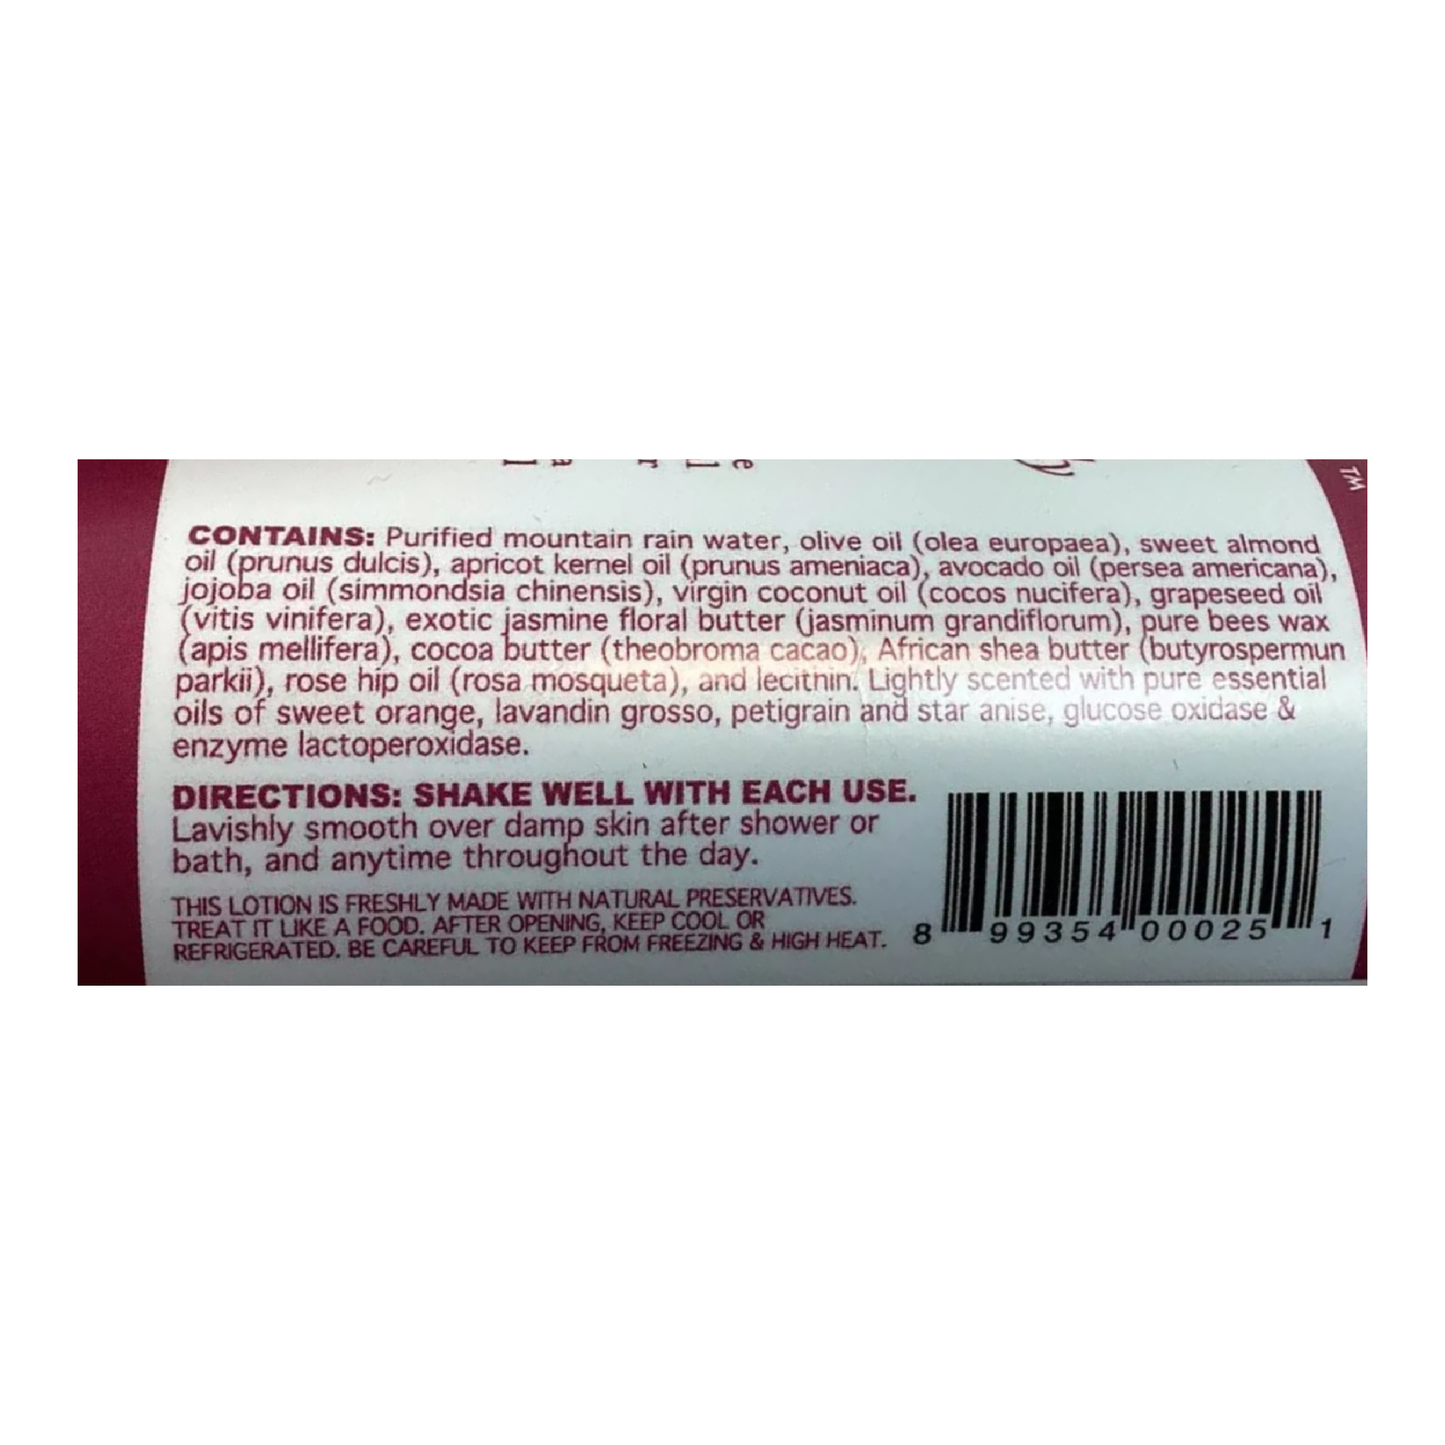 TM
CONTAINS: Purified mountain rain water, olive oil (olea europaea), sweet almond
oil (prunus dulcis), apricot kernel oil (prunus ameniaca), avocado oil (persea americana),
jojoba oil (simmondsia chinensis), virgin coconut oil (cocos nucifera), grapeseed oil
(vitis vinifera), exotic jasmine floral butter (jasminum grandiflorum), pure bees wax
(apis mellifera), cocoa butter (theobroma cacao), African shea butter (butyrospermun
parkii), rose hip oil (rosa mosqueta), and lecithin. Lightly scented with pure essential
oils of sweet orange, lavandin grosso, petigrain and star anise, glucose oxidase &
enzyme lactoperoxidase.
DIRECTIONS: SHAKE WELL WITH EACH USE.
Lavishly smooth over damp skin after shower or
bath, and anytime throughout the day.
THIS LOTION IS FRESHLY MADE WITH NATURAL PRESERVATIVES.
TREAT IT LIKE A FOOD. AFTER OPENING, KEEP COOL OR
REFRIGERATED. BE CAREFUL TO KEEP FROM FREEZING & HIGH HEAT.
8 99354 00025 1